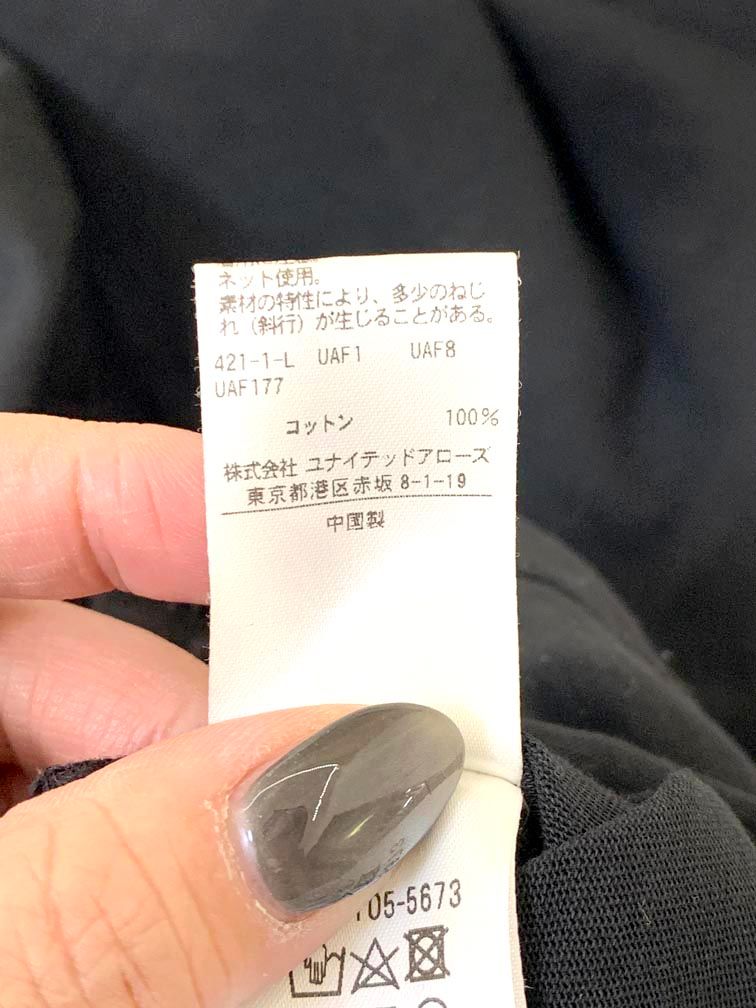 ネット使用。
素材の特性により、多少のねじ
れ（斜行）が生じることがある。
421-1-L UAF1 UAF8
UAF177
コットン 100%
株式会社 ユナイテッドアローズ
東京都港区赤坂8-1-19
中国製
105-5673